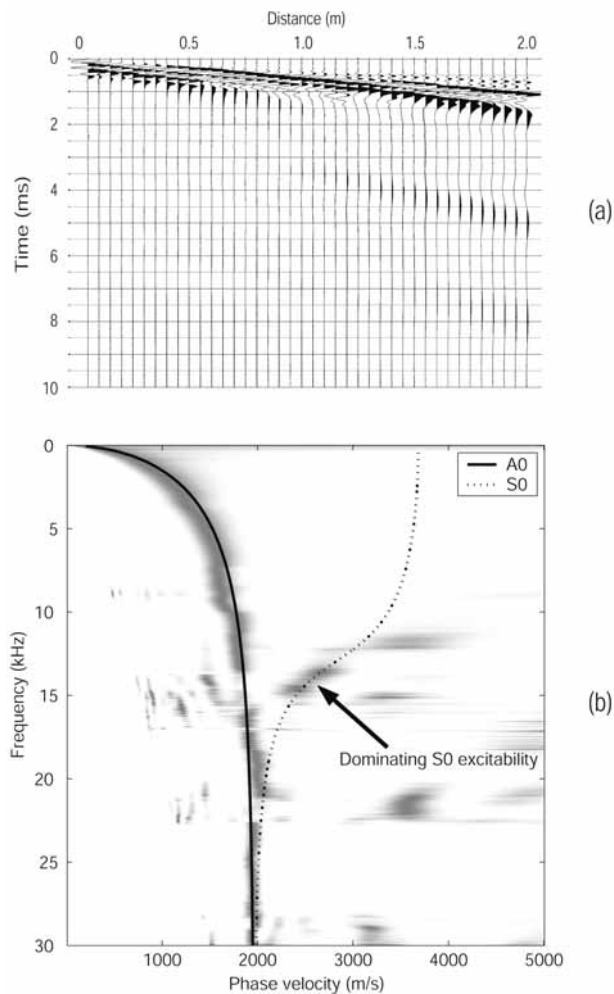 Distance (m)
0 0.5 1.0 1.5 2.0
0
2
4
6
8
10
Time (ms)
(a)
0
5
10
15
20
25
30
Frequency (kHz)
A0
S0
Dominating S0 excitability
(b)
1000 2000 3000 4000 5000
Phase velocity (m/s)